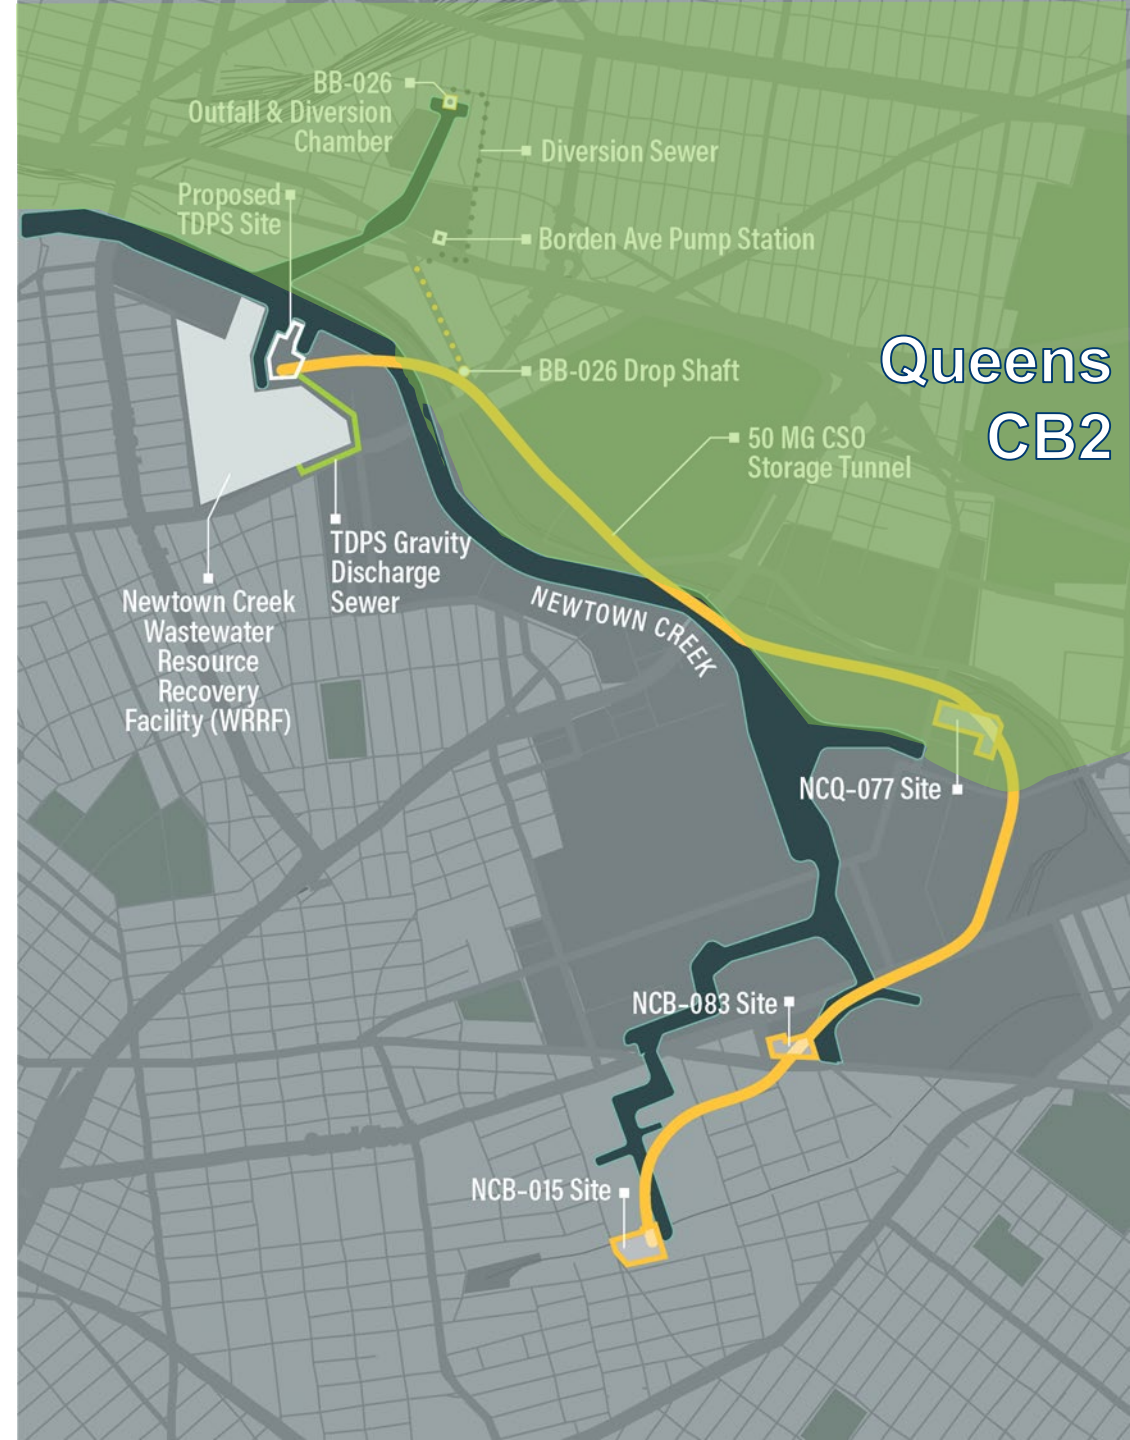 BB-026
Outfall & Diversion
Chamber
Diversion Sewer
Proposed
TDPS Site
Borden Ave Pump Station
Queens
CB2
BB-026 Drop Shaft
50 MG CSO
Storage Tunnel
TDPS Gravity
Discharge
Sewer
Newtown Creek
Wastewater
Resource
Recovery
Facility (WRRF)
NEWTOWN CREEK
NCQ-077 Site
NCB-083 Site
NCB-015 Site